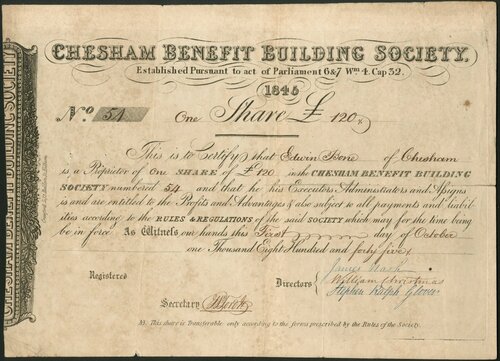 CHESHAM BENEFIT BUILDING SOCIETY.
Established Pursuant to act of Parliament 6 & 7 Wm 4. Cap 32.
1845
No. 54 One Share £ 120
This is to Certify that Edwin Bone of Chesham
is a Proprietor of One SHARE of £120 in the CHESHAM BENEFIT BUILDING
SOCIETY numbered 54 and that he his Executors Administrators and Assigns
is and are entitled to the Profits and Advantages & also subject to all payments and liabil
ities according to the RULES & REGULATIONS of the said SOCIETY which may for the time being
be in force. As Witness our hands this First day of October
one Thousand Eight Hundred and forty five
James Nash
Registered Directors William Christmas
Stephen Ralph Glover
Secretary
N.B. This share is Transferable only according to the forms prescribed by the Rules of the Society.
BENEFIT BUILDING SOCIETY